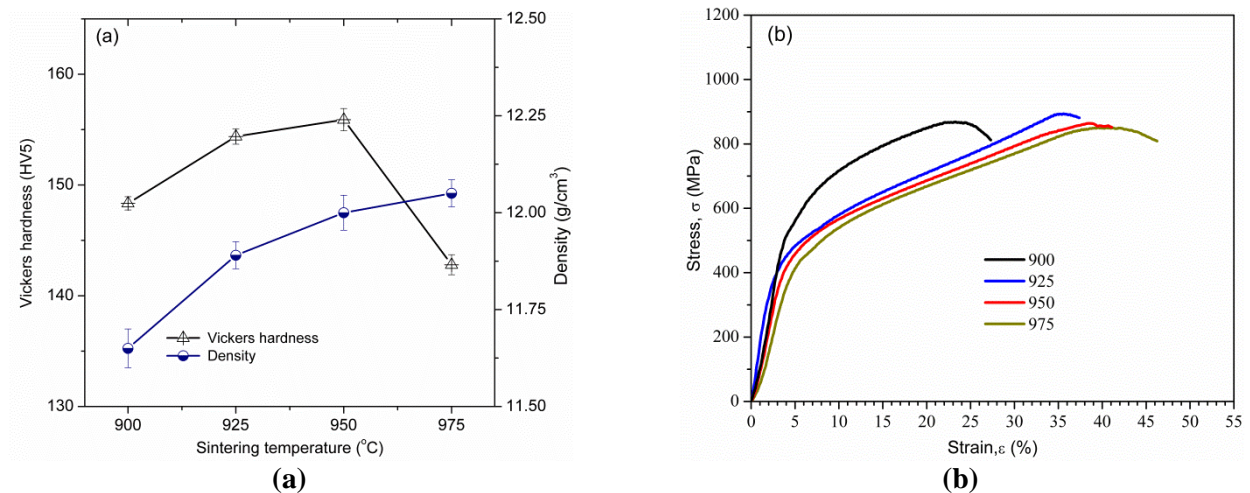 (a)
160
150
140
130
Vickers hardness (HV5)
12.50
12.25
12.00
11.75
11.50
Density (g/cm³)
Vickers hardness
Density
900 925 950 975
Sintering temperature (°C)
(a)
(b)
1200
1000
800
600
400
200
0
Stress, σ (MPa)
900
925
950
975
0 5 10 15 20 25 30 35 40 45 50 55
Strain,ε (%)
(b)